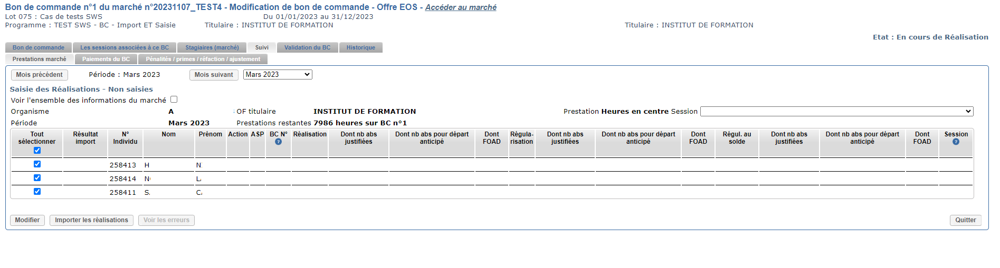 Bon de commande n°1 du marché n°20231107_TEST4 - Modification de bon de commande - Offre EOS - Accéder au marché
Lot 075 : Cas de tests SWS Du 01/01/2023 au 31/12/2023
Programme : TEST SWS - BC - Import ET Saisie Titulaire : INSTITUT DE FORMATION Titulaire : INSTITUT DE FORMATION
Etat : En cours de Réalisation
Bon de commande Les sessions associées à ce BC Stagiaires (marché) Suivi Validation du BC Historique
Prestations marché Paiements du BC Pénalités / primes / réfaction / ajustement
Mois précédent Période : Mars 2023 Mois suivant Mars 2023
Saisie des Réalisations - Non saisies
Voir l'ensemble des informations du marché
Organisme A OF titulaire INSTITUT DE FORMATION Prestation Heures en centre Session
Période Mars 2023 Prestations restantes 7986 heures sur BC n°1
Tout Résultat N° Nom Prénom Action ASP BC N° Réalisation Dont nb abs Dont nb abs pour départ Dont Régula- Dont nb abs Dont nb abs pour départ Dont Régul. au Dont nb abs Dont nb abs pour départ Dont Session
sélectionner import Individu ? justifiées anticipé FOAD risation justifiées anticipé FOAD solde justifiées anticipé FOAD ?
258413 H N
258414 N L
258411 S C
Modifier Importer les réalisations Voir les erreurs Quitter